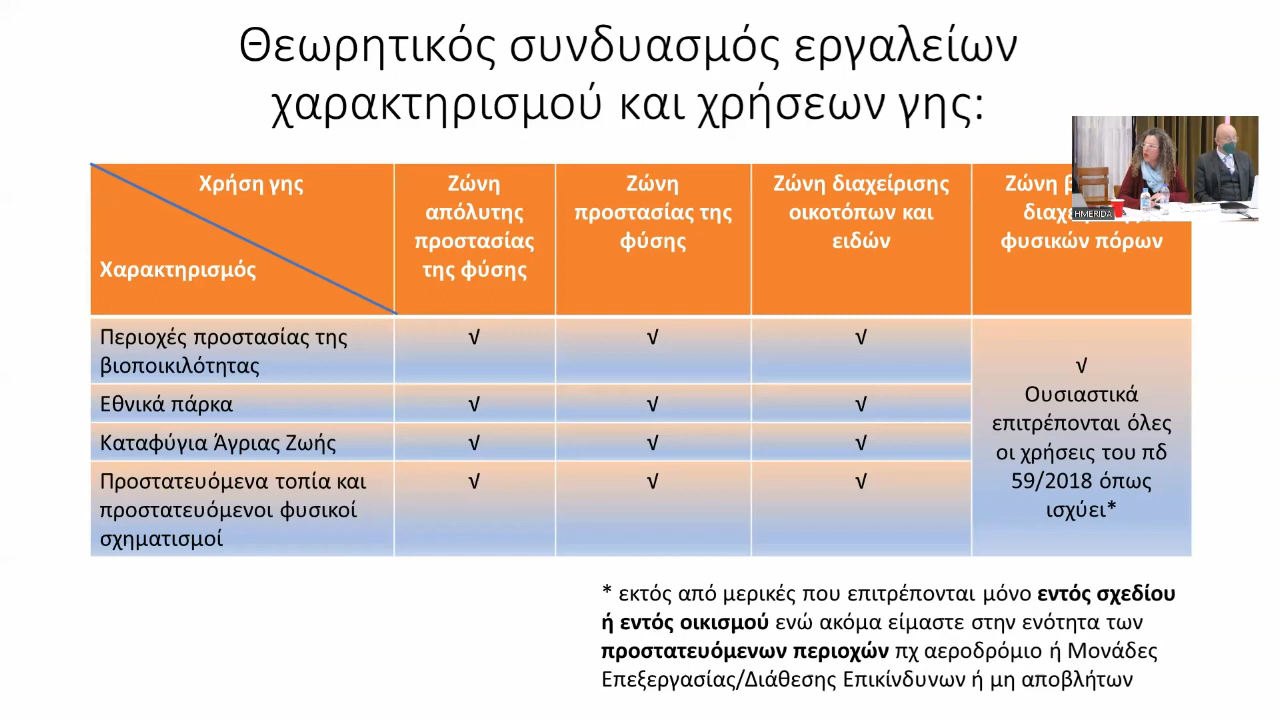 Θεωρητικός συνδυασμός εργαλείων
χαρακτηρισμού και χρήσεων γης:
Χρήση γης
Χαρακτηρισμός
Ζώνη
απόλυτης
προστασίας
της φύσης
Ζώνη
προστασίας της
φύσης
Ζώνη διαχείρισης
οικοτόπων και
ειδών
Ζώνη
φυσικών πόρων
HMERIDA
Περιοχές προστασίας της
βιοποικιλότητας
√ √ √
Εθνικά πάρκα
√ √ √
Καταφύγια Άγριας Ζωής
√ √ √
Προστατευόμενα τοπία και
προστατευόμενοι φυσικοί
σχηματισμοί
√ √ √
√
Ουσιαστικά
επιτρέπονται όλες
οι χρήσεις του πδ
59/2018 όπως
ισχύει*
* εκτός από μερικές που επιτρέπονται μόνο εντός σχεδίου
ή εντός οικισμού ενώ ακόμα είμαστε στην ενότητα των
προστατευόμενων περιοχών πχ αεροδρόμιο ή Μονάδες
Επεξεργασίας/Διάθεσης Επικίνδυνων ή μη αποβλήτων